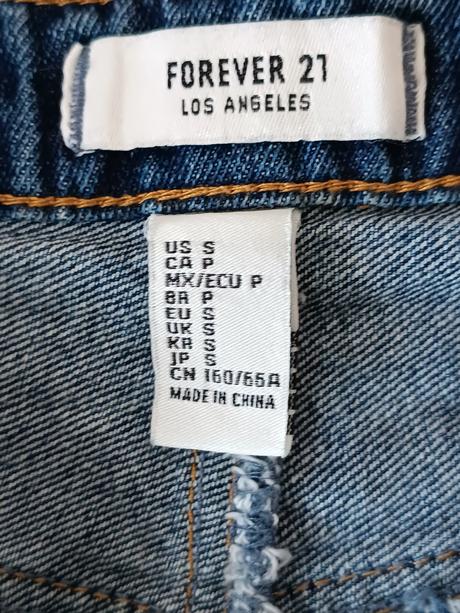 FOREVER 21
LOS ANGELES
US S
CA P
MX/ECU P
BR P
EU S
UK S
KR S
JP S
CN 160/66A
MADE IN CHINA